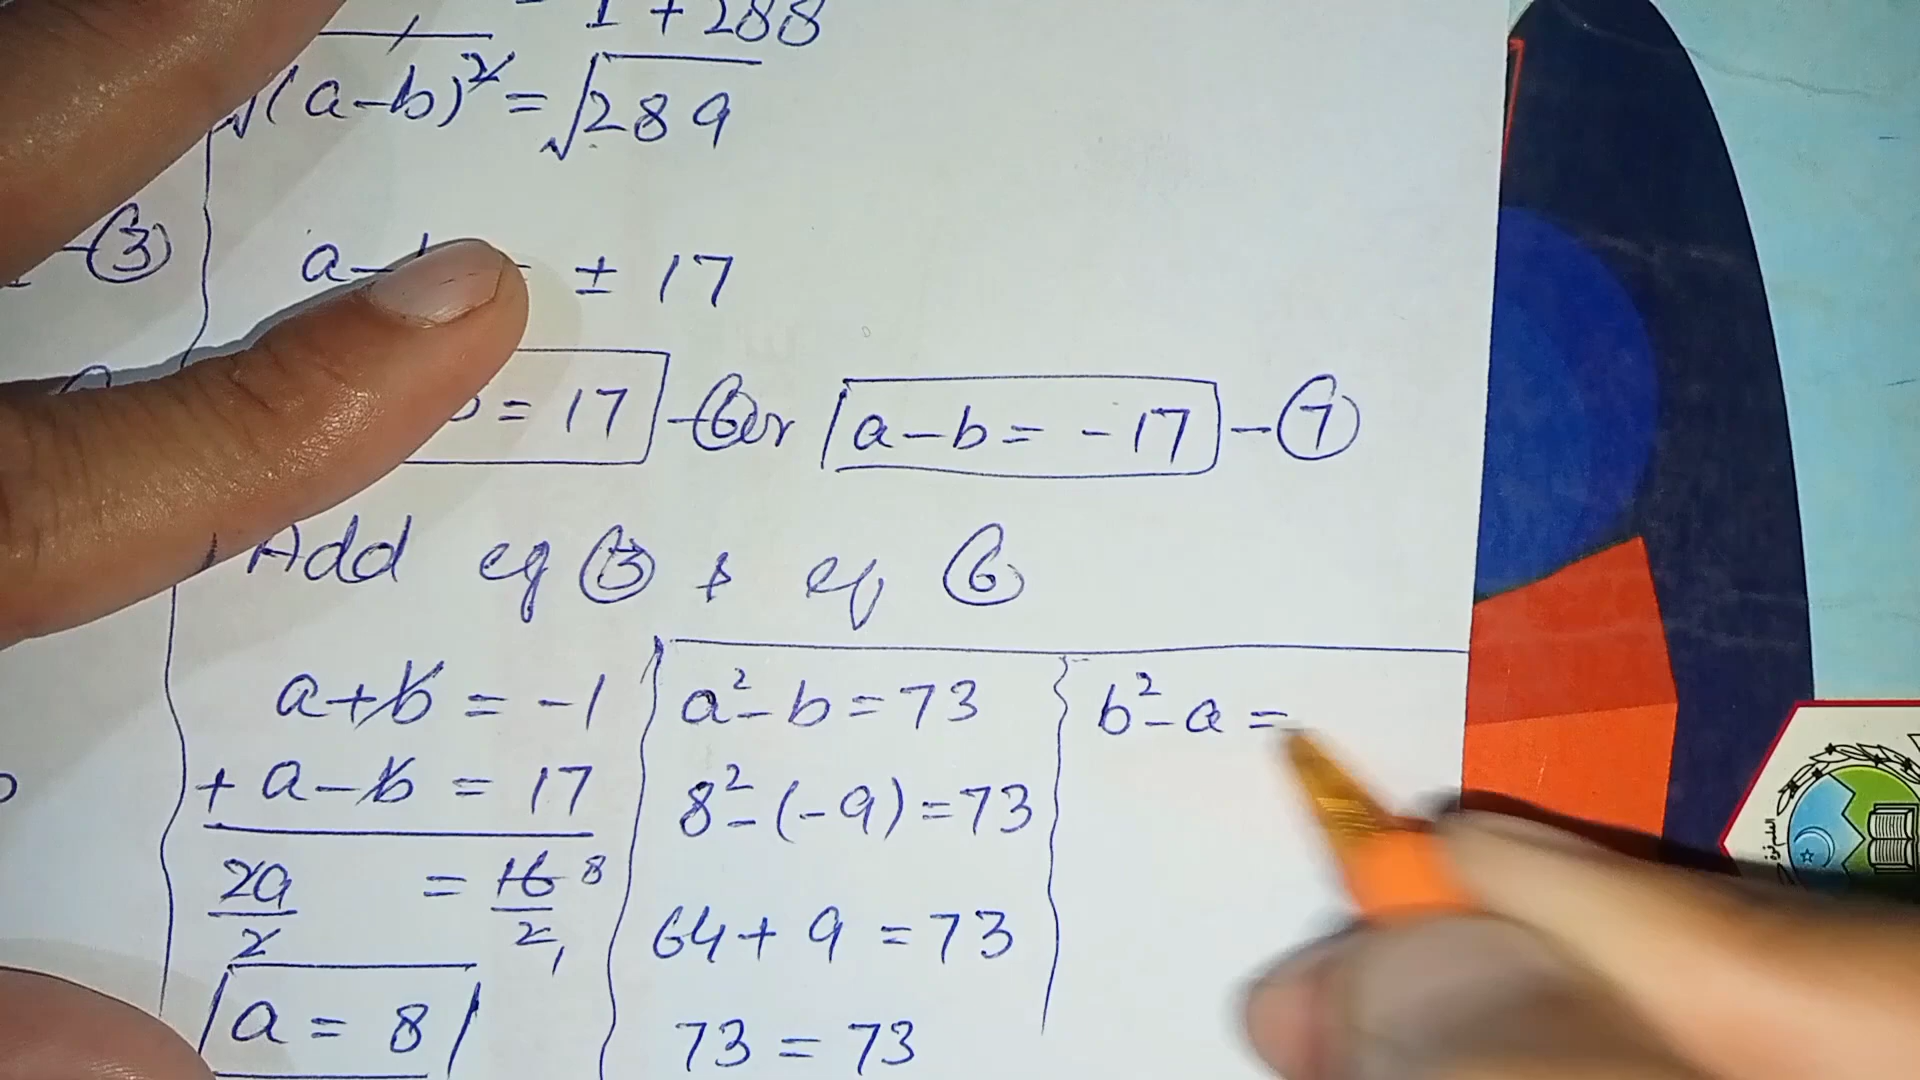 = 1 + 288
√(a-b)² = √289
-③
a-b = ± 17
b = 17 -⑥ or a-b = -17 -⑦
Add eq ③ & eq ⑥
a+b = -1
+ a-b = 17
2a/2 = 16/2 8
a = 8
a²-b = 73
8²-(-9) = 73
64+9 = 73
73 = 73
b²-a =